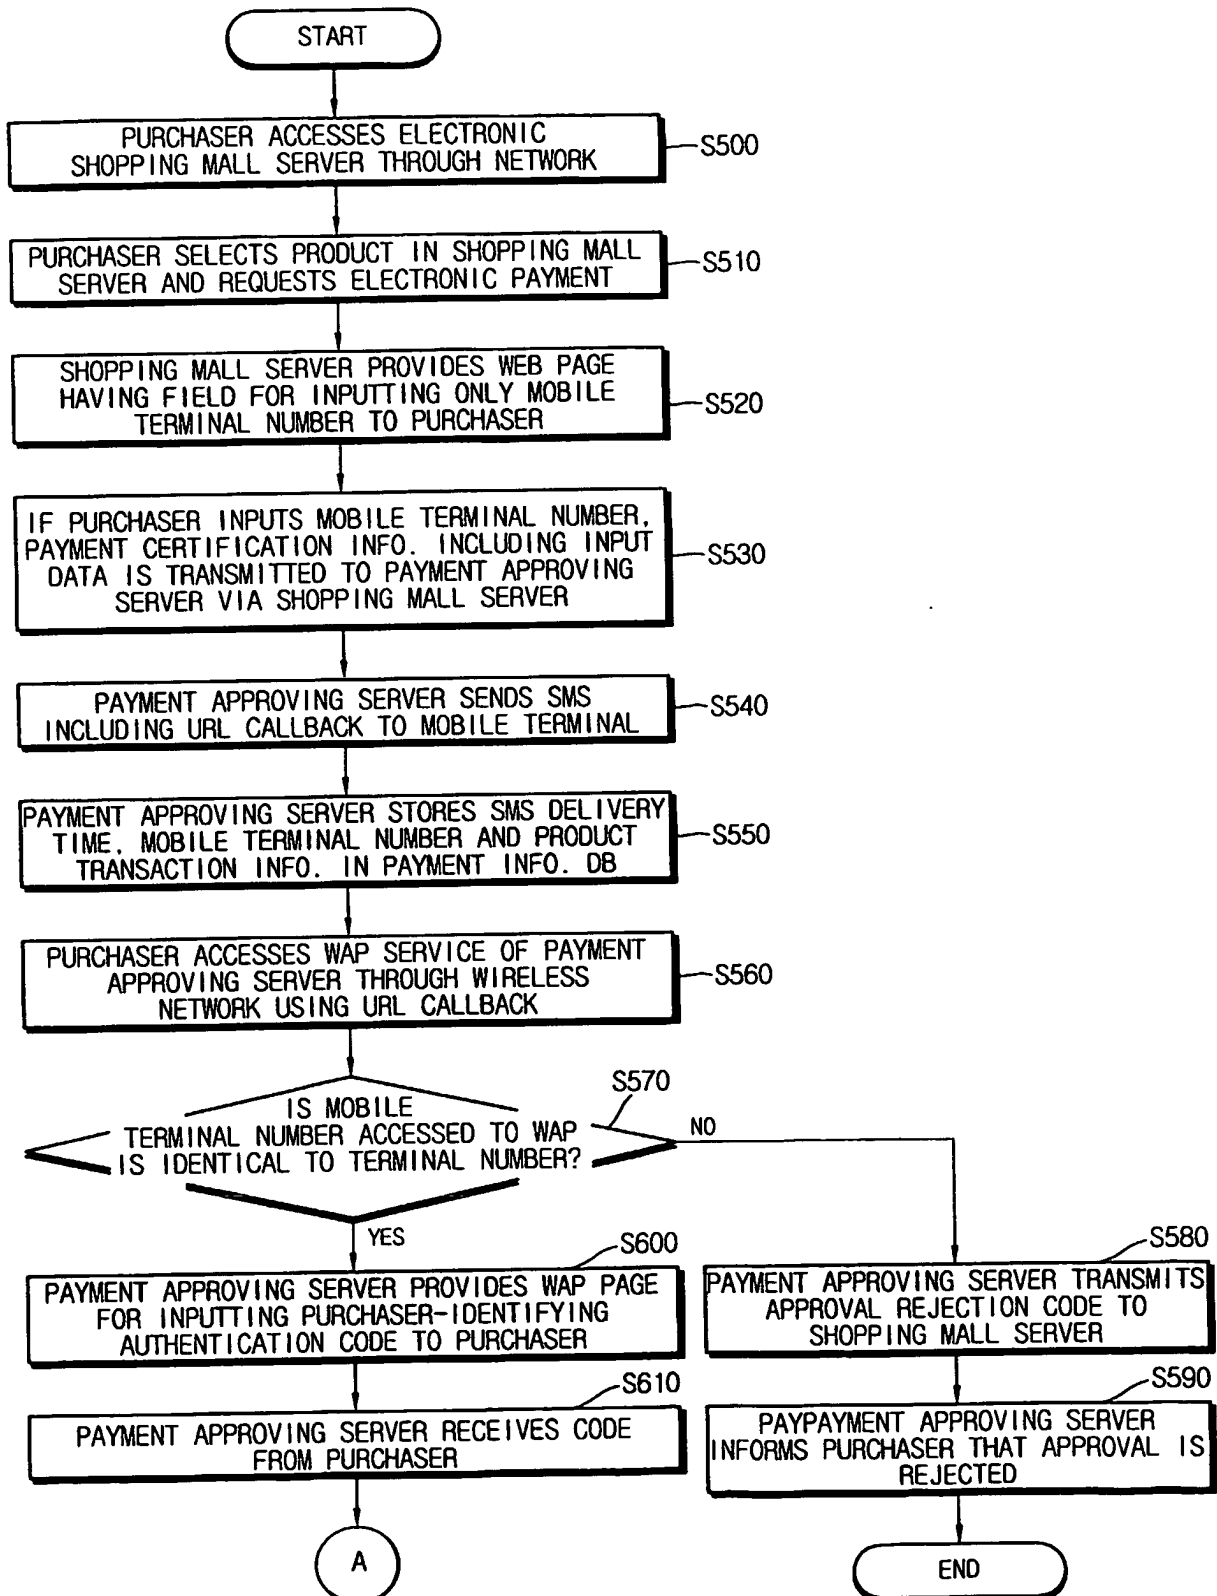 START
PURCHASER ACCESSES ELECTRONIC
SHOPPING MALL SERVER THROUGH NETWORK
S500
PURCHASER SELECTS PRODUCT IN SHOPPING MALL
SERVER AND REQUESTS ELECTRONIC PAYMENT
S510
SHOPPING MALL SERVER PROVIDES WEB PAGE
HAVING FIELD FOR INPUTTING ONLY MOBILE
TERMINAL NUMBER TO PURCHASER
S520
IF PURCHASER INPUTS MOBILE TERMINAL NUMBER,
PAYMENT CERTIFICATION INFO. INCLUDING INPUT
DATA IS TRANSMITTED TO PAYMENT APPROVING
SERVER VIA SHOPPING MALL SERVER
S530
PAYMENT APPROVING SERVER SENDS SMS
INCLUDING URL CALLBACK TO MOBILE TERMINAL
S540
PAYMENT APPROVING SERVER STORES SMS DELIVERY
TIME, MOBILE TERMINAL NUMBER AND PRODUCT
TRANSACTION INFO. IN PAYMENT INFO. DB
S550
PURCHASER ACCESSES WAP SERVICE OF PAYMENT
APPROVING SERVER THROUGH WIRELESS
NETWORK USING URL CALLBACK
S560
S570
IS MOBILE
TERMINAL NUMBER ACCESSED TO WAP
IS IDENTICAL TO TERMINAL NUMBER?
NO
YES
S600
PAYMENT APPROVING SERVER PROVIDES WAP PAGE
FOR INPUTTING PURCHASER-IDENTIFYING
AUTHENTICATION CODE TO PURCHASER
S610
PAYMENT APPROVING SERVER RECEIVES CODE
FROM PURCHASER
A
S580
PAYMENT APPROVING SERVER TRANSMITS
APPROVAL REJECTION CODE TO
SHOPPING MALL SERVER
S590
PAYPAYMENT APPROVING SERVER
INFORMS PURCHASER THAT APPROVAL IS
REJECTED
END